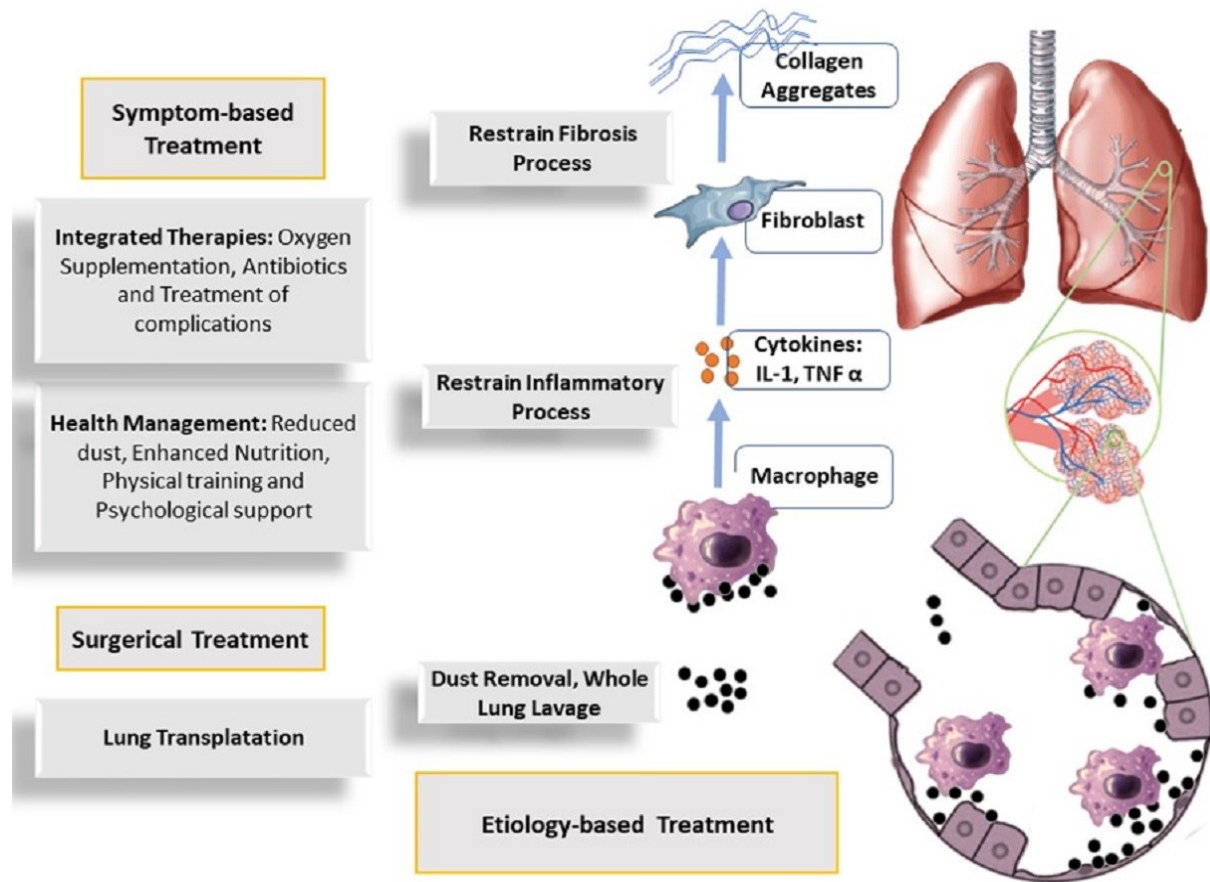 Symptom-based
Treatment
Integrated Therapies: Oxygen
Supplementation, Antibiotics
and Treatment of
complications
Health Management: Reduced
dust, Enhanced Nutrition,
Physical training and
Psychological support
Surgerical Treatment
Lung Transplatation
Restrain Fibrosis
Process
Restrain Inflammatory
Process
Dust Removal, Whole
Lung Lavage
Etiology-based Treatment
Collagen
Aggregates
Fibroblast
Cytokines:
IL-1, TNF α
Macrophage